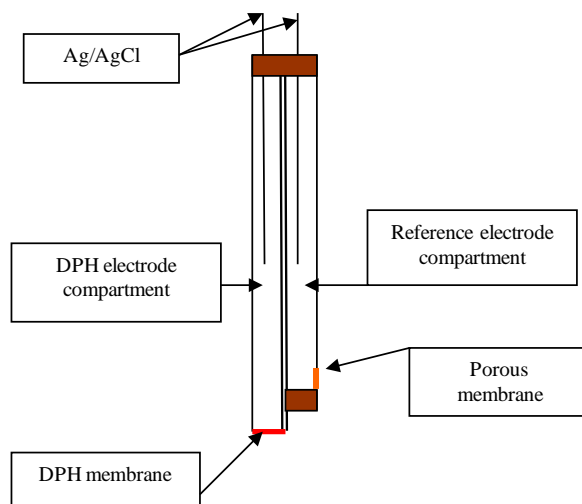 Ag/AgCl
Reference electrode
compartment
DPH electrode
compartment
Porous
membrane
DPH membrane